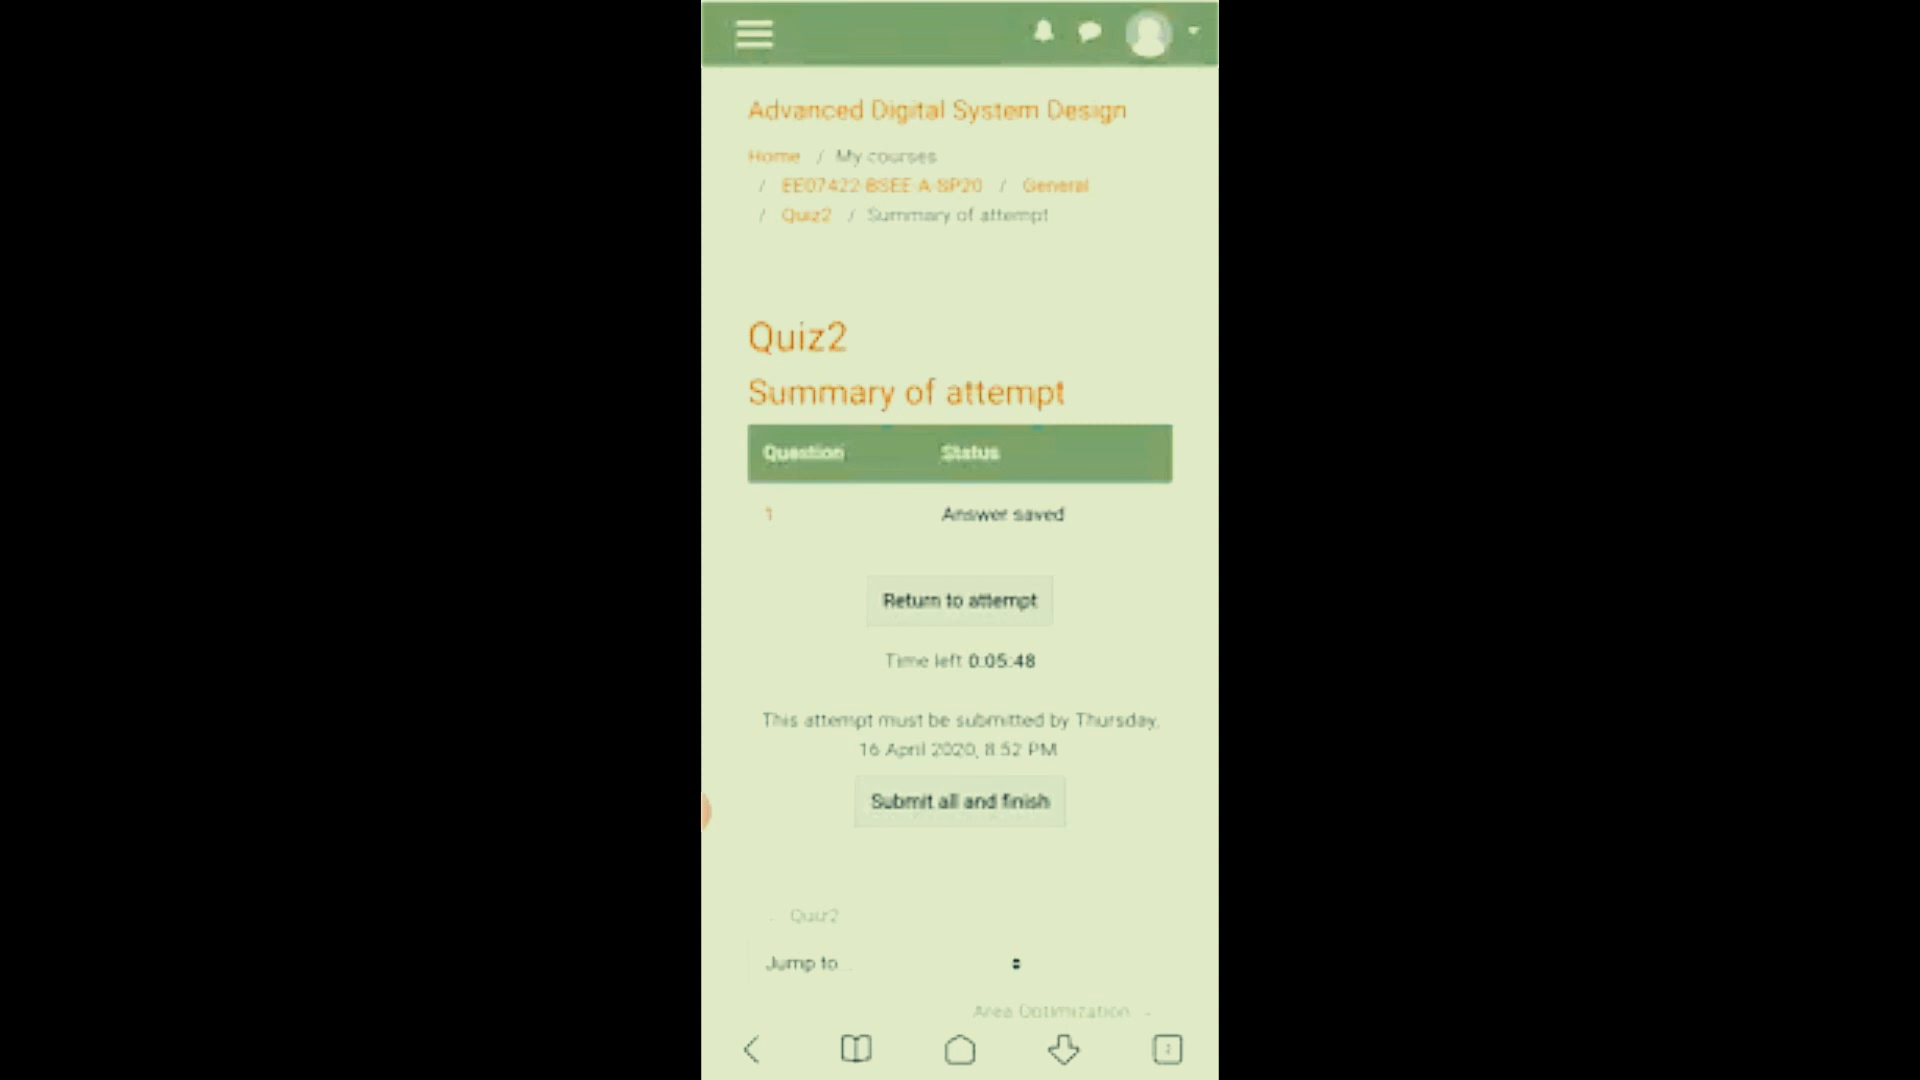 Advanced Digital System Design
Home / My courses
/ EE07422-BSEE-A-SP20 / General
/ Quiz2 / Summary of attempt
Quiz2
Summary of attempt
Question Status
1 Answer saved
Return to attempt
Time left 0:05:48
This attempt must be submitted by Thursday,
16 April 2020, 8:52 PM
Submit all and finish
Quiz2
Jump to...
Area Optimization
2